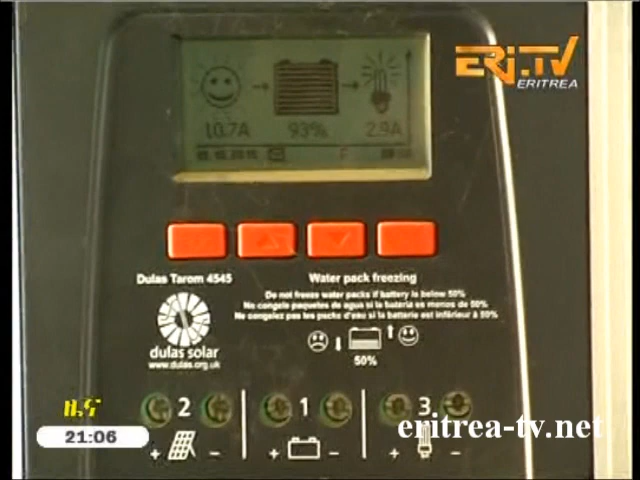 ERi.TV
ERITREA
10.7A 93% 2.9A
Dulas Tarom 4545
Water pack freezing
Do not freeze water packs if battery is below 50%
No congele paquetes de agua si la bateria es menos de 50%
Ne congelez pas les packs d'eau si la batterie est inférieur à 50%
dulas solar
www.dulas.org.uk
50%
2 1 3
+ - + - + -
ዜና
21:06
eritrea-tv.net